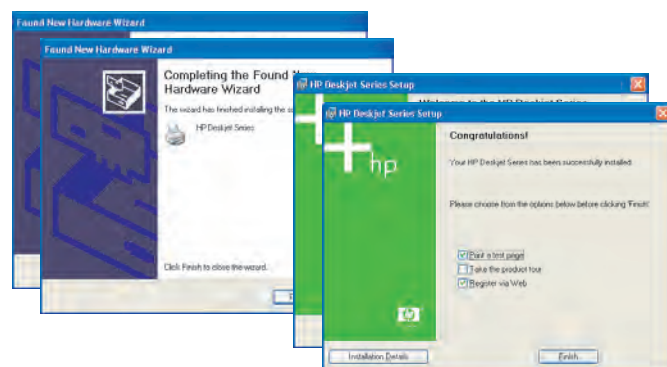 Found New Hardware Wizard
Found New Hardware Wizard
Completing the Found New
Hardware Wizard
The wizard has finished installing the
HP Deskjet Series
Click Finish to close the wizard.
HP Deskjet Series Setup
Welcome to the HP Deskjet Series
HP Deskjet Series Setup
hp
Congratulations!
Your HP Deskjet Series has been successfully installed.
Please choose from the options below before clicking 'Finish'.
Print a test page
Take the product tour
Register via Web
hp
Installation Details
Finish